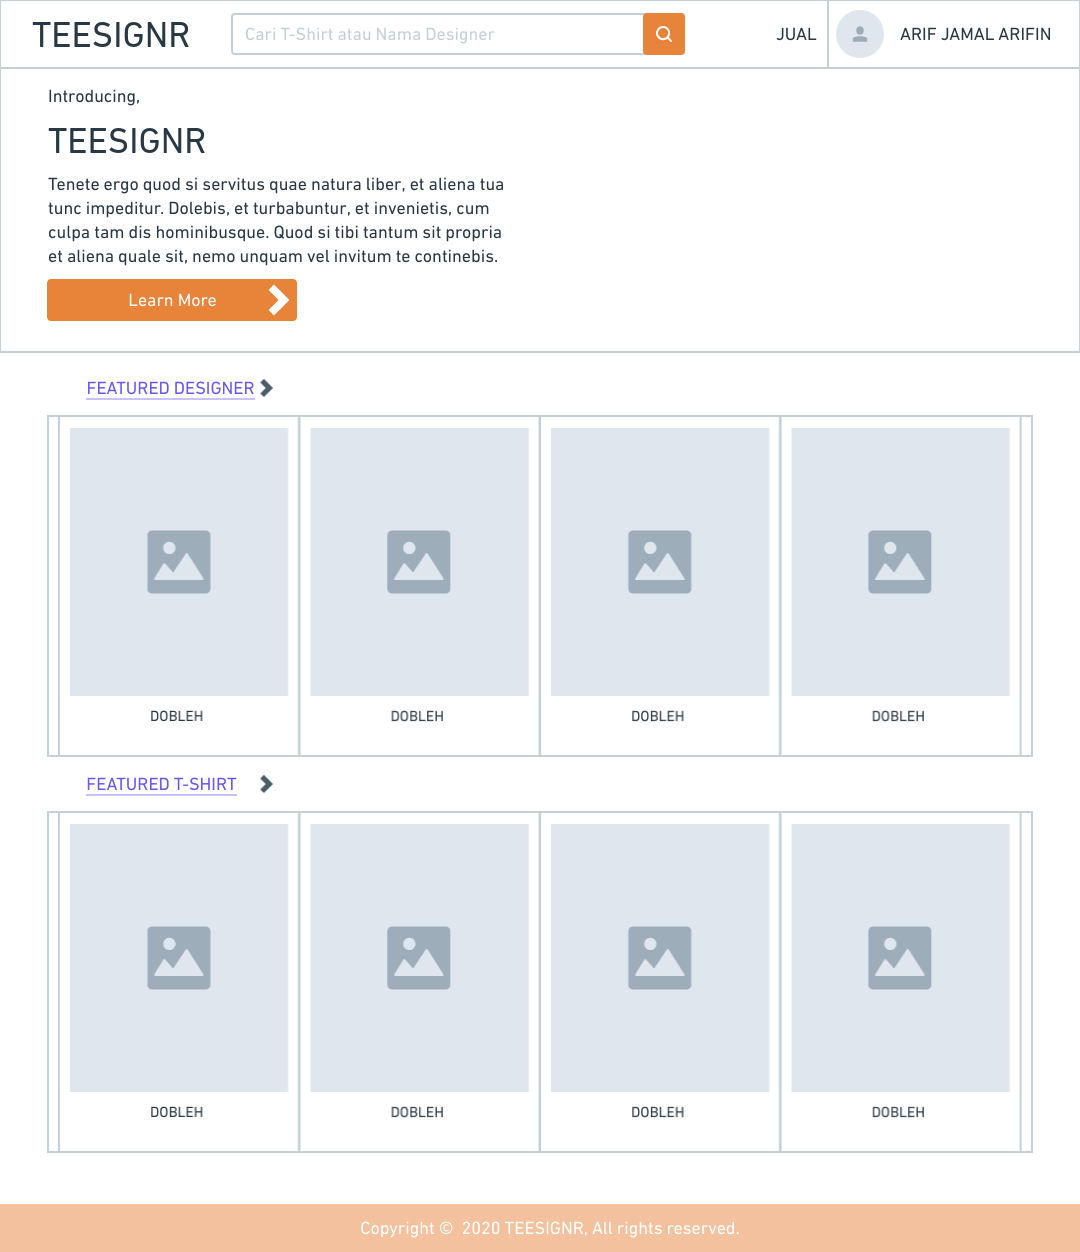 TEESIGNR
Cari T-Shirt atau Nama Designer
JUAL
ARIF JAMAL ARIFIN
Introducing,
TEESIGNR
Tenete ergo quod si servitus quae natura liber, et aliena tua
tunc impeditur. Dolebis, et turbabuntur, et invenietis, cum
culpa tam dis hominibusque. Quod si tibi tantum sit propria
et aliena quale sit, nemo unquam vel invitum te continebis.
Learn More
FEATURED DESIGNER
DOBLEH
DOBLEH
DOBLEH
DOBLEH
FEATURED T-SHIRT
DOBLEH
DOBLEH
DOBLEH
DOBLEH
Copyright © 2020 TEESIGNR, All rights reserved.